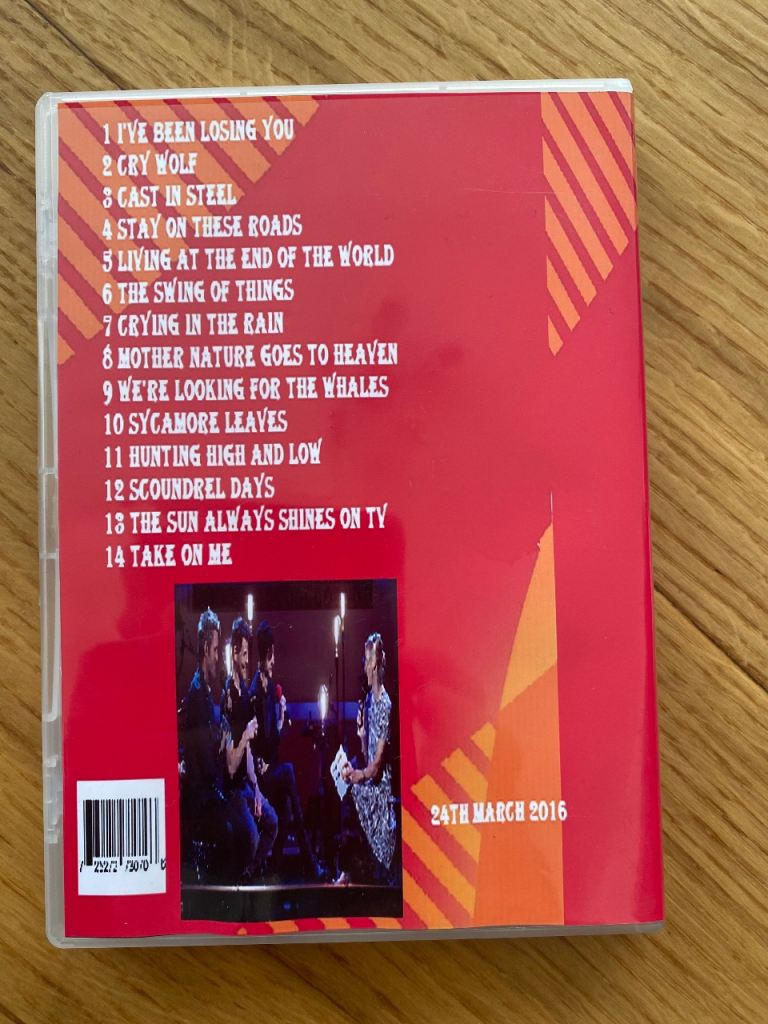 1 I'VE BEEN LOSING YOU
2 CRY WOLF
3 CAST IN STEEL
4 STAY ON THESE ROADS
5 LIVING AT THE END OF THE WORLD
6 THE SWING OF THINGS
7 CRYING IN THE RAIN
8 MOTHER NATURE GOES TO HEAVEN
9 WE'RE LOOKING FOR THE WHALES
10 SYCAMORE LEAVES
11 HUNTING HIGH AND LOW
12 SCOUNDREL DAYS
13 THE SUN ALWAYS SHINES ON TV
14 TAKE ON ME
24TH MARCH 2016